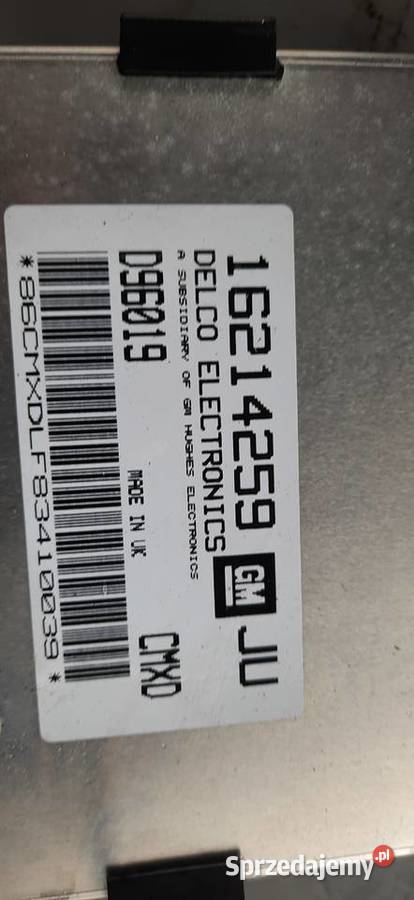 16214259 GM JU
DELCO ELECTRONICS
A SUBSIDIARY OF GM HUGHES ELECTRONICS
D96019 MADE IN UK CMXD
*86CMXDLF83410039*
Sprzedajemy.pl